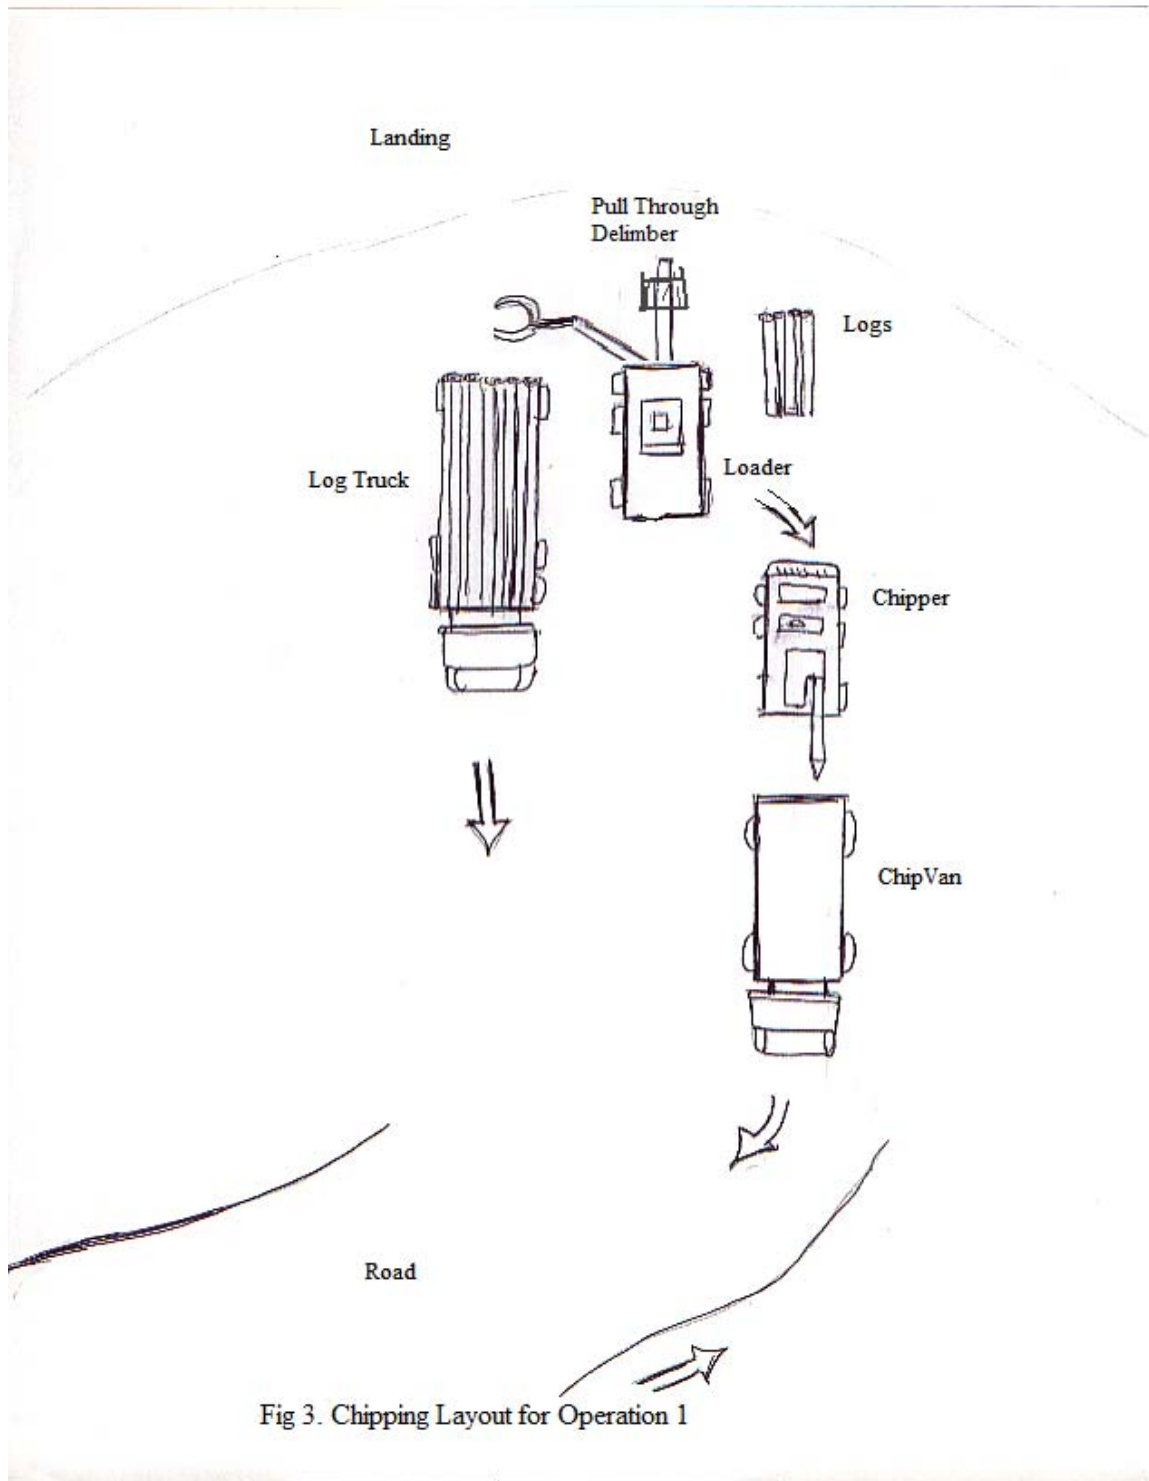 Landing
Pull Through
Delimber
Logs
Loader
Log Truck
Chipper
ChipVan
Road
Fig 3. Chipping Layout for Operation 1